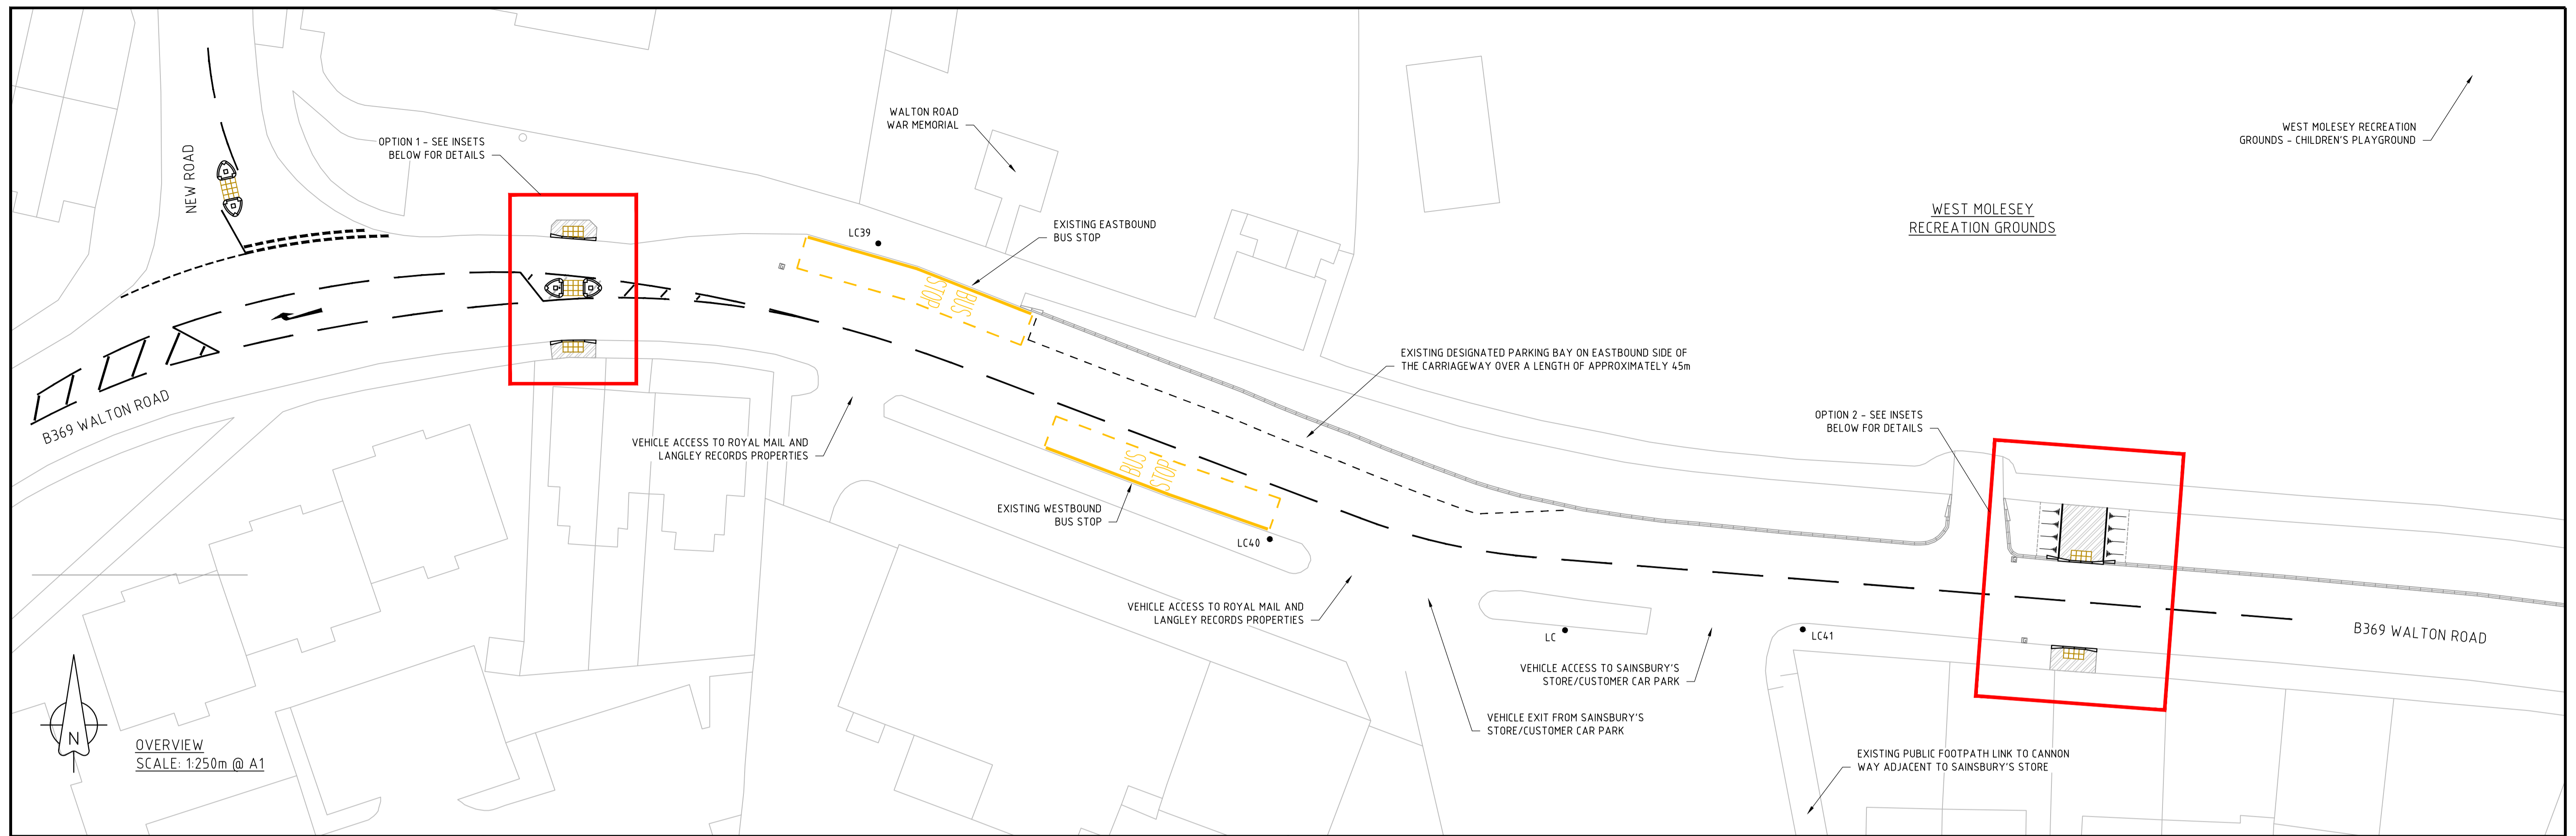 NEW ROAD
OPTION 1 - SEE INSETS
BELOW FOR DETAILS
WALTON ROAD
WAR MEMORIAL
LC39
EXISTING EASTBOUND
BUS STOP
BUS
STOP
WEST MOLESEY RECREATION
GROUNDS - CHILDREN'S PLAYGROUND
WEST MOLESEY
RECREATION GROUNDS
EXISTING DESIGNATED PARKING BAY ON EASTBOUND SIDE OF
THE CARRIAGEWAY OVER A LENGTH OF APPROXIMATELY 45m
B369 WALTON ROAD
VEHICLE ACCESS TO ROYAL MAIL AND
LANGLEY RECORDS PROPERTIES
BUS
STOP
EXISTING WESTBOUND
BUS STOP
LC40
OPTION 2 - SEE INSETS
BELOW FOR DETAILS
VEHICLE ACCESS TO ROYAL MAIL AND
LANGLEY RECORDS PROPERTIES
LC
LC41
B369 WALTON ROAD
VEHICLE ACCESS TO SAINSBURY'S
STORE/CUSTOMER CAR PARK
VEHICLE EXIT FROM SAINSBURY'S
STORE/CUSTOMER CAR PARK
EXISTING PUBLIC FOOTPATH LINK TO CANNON
WAY ADJACENT TO SAINSBURY'S STORE
N
OVERVIEW
SCALE: 1:250m @ A1